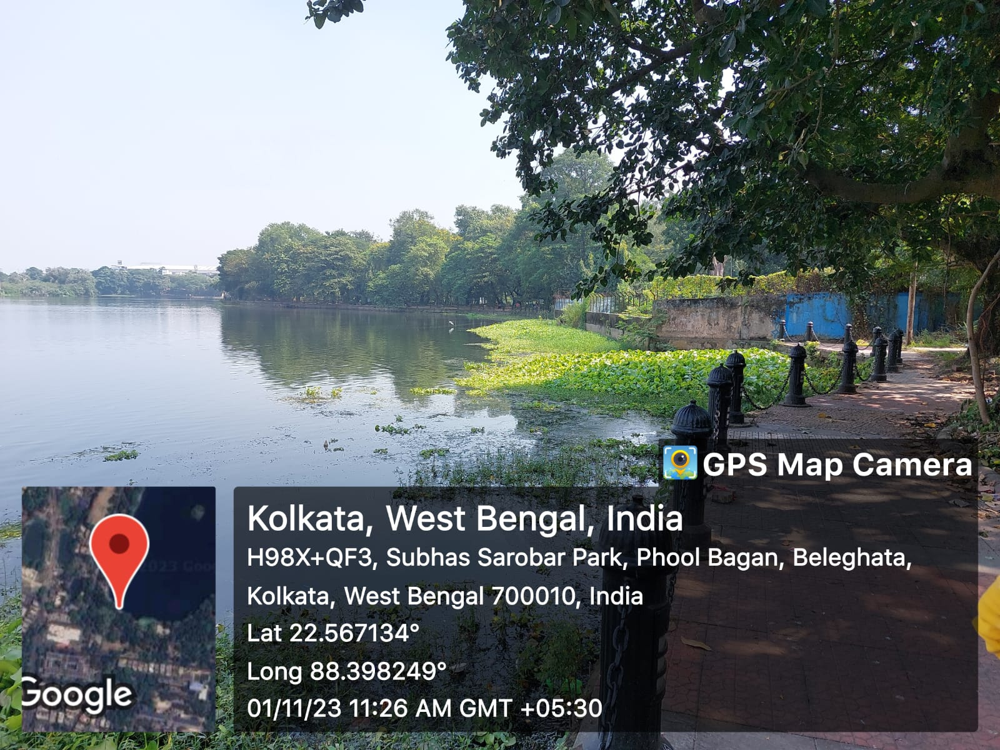 GPS Map Camera
Kolkata, West Bengal, India
H98X+QF3, Subhas Sarobar Park, Phool Bagan, Beleghata,
Kolkata, West Bengal 700010, India
Lat 22.567134°
Long 88.398249°
01/11/23 11:26 AM GMT +05:30
Google